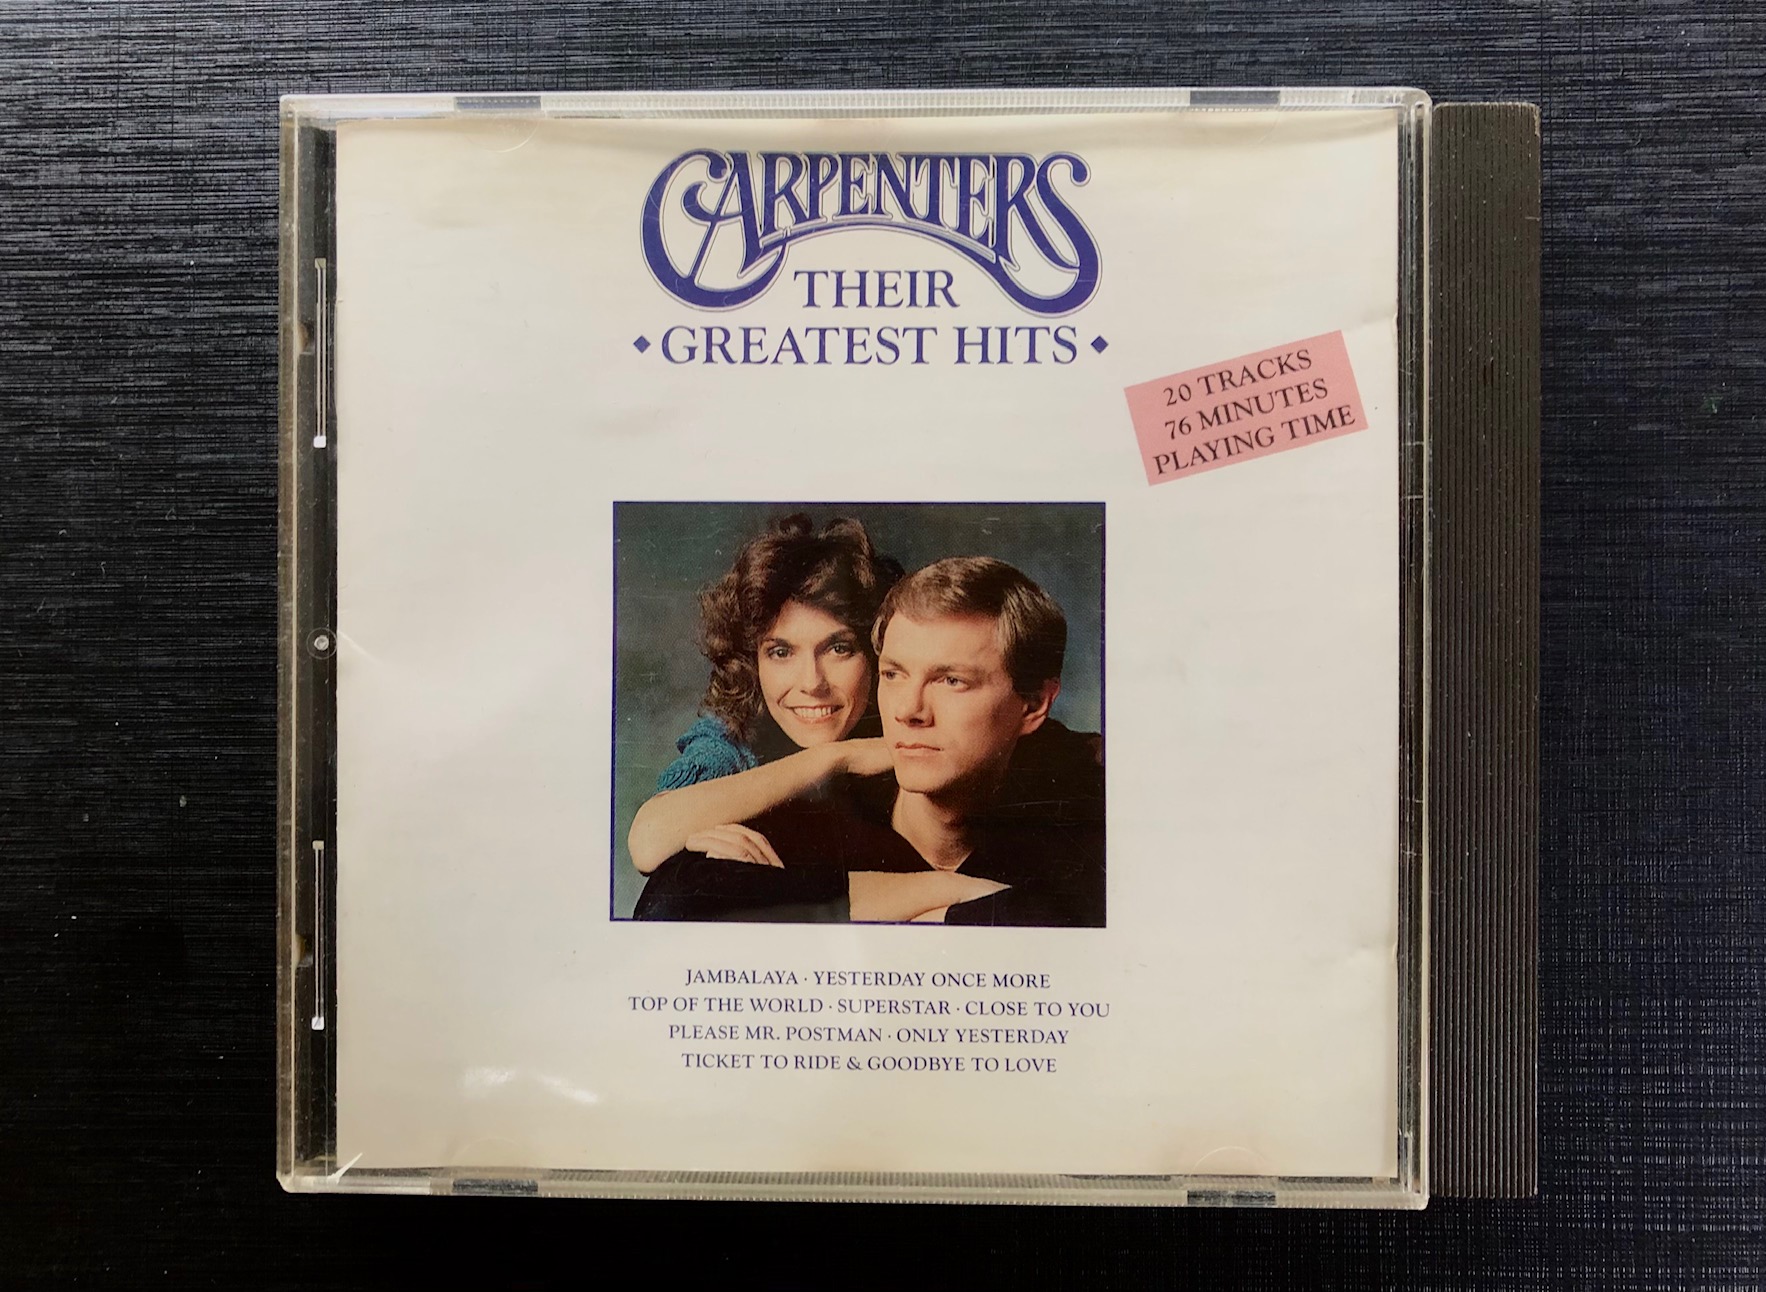 CARPENTERS
THEIR
◆ GREATEST HITS ◆
20 TRACKS
76 MINUTES
PLAYING TIME
JAMBALAYA · YESTERDAY ONCE MORE
TOP OF THE WORLD · SUPERSTAR · CLOSE TO YOU
PLEASE MR. POSTMAN · ONLY YESTERDAY
TICKET TO RIDE & GOODBYE TO LOVE